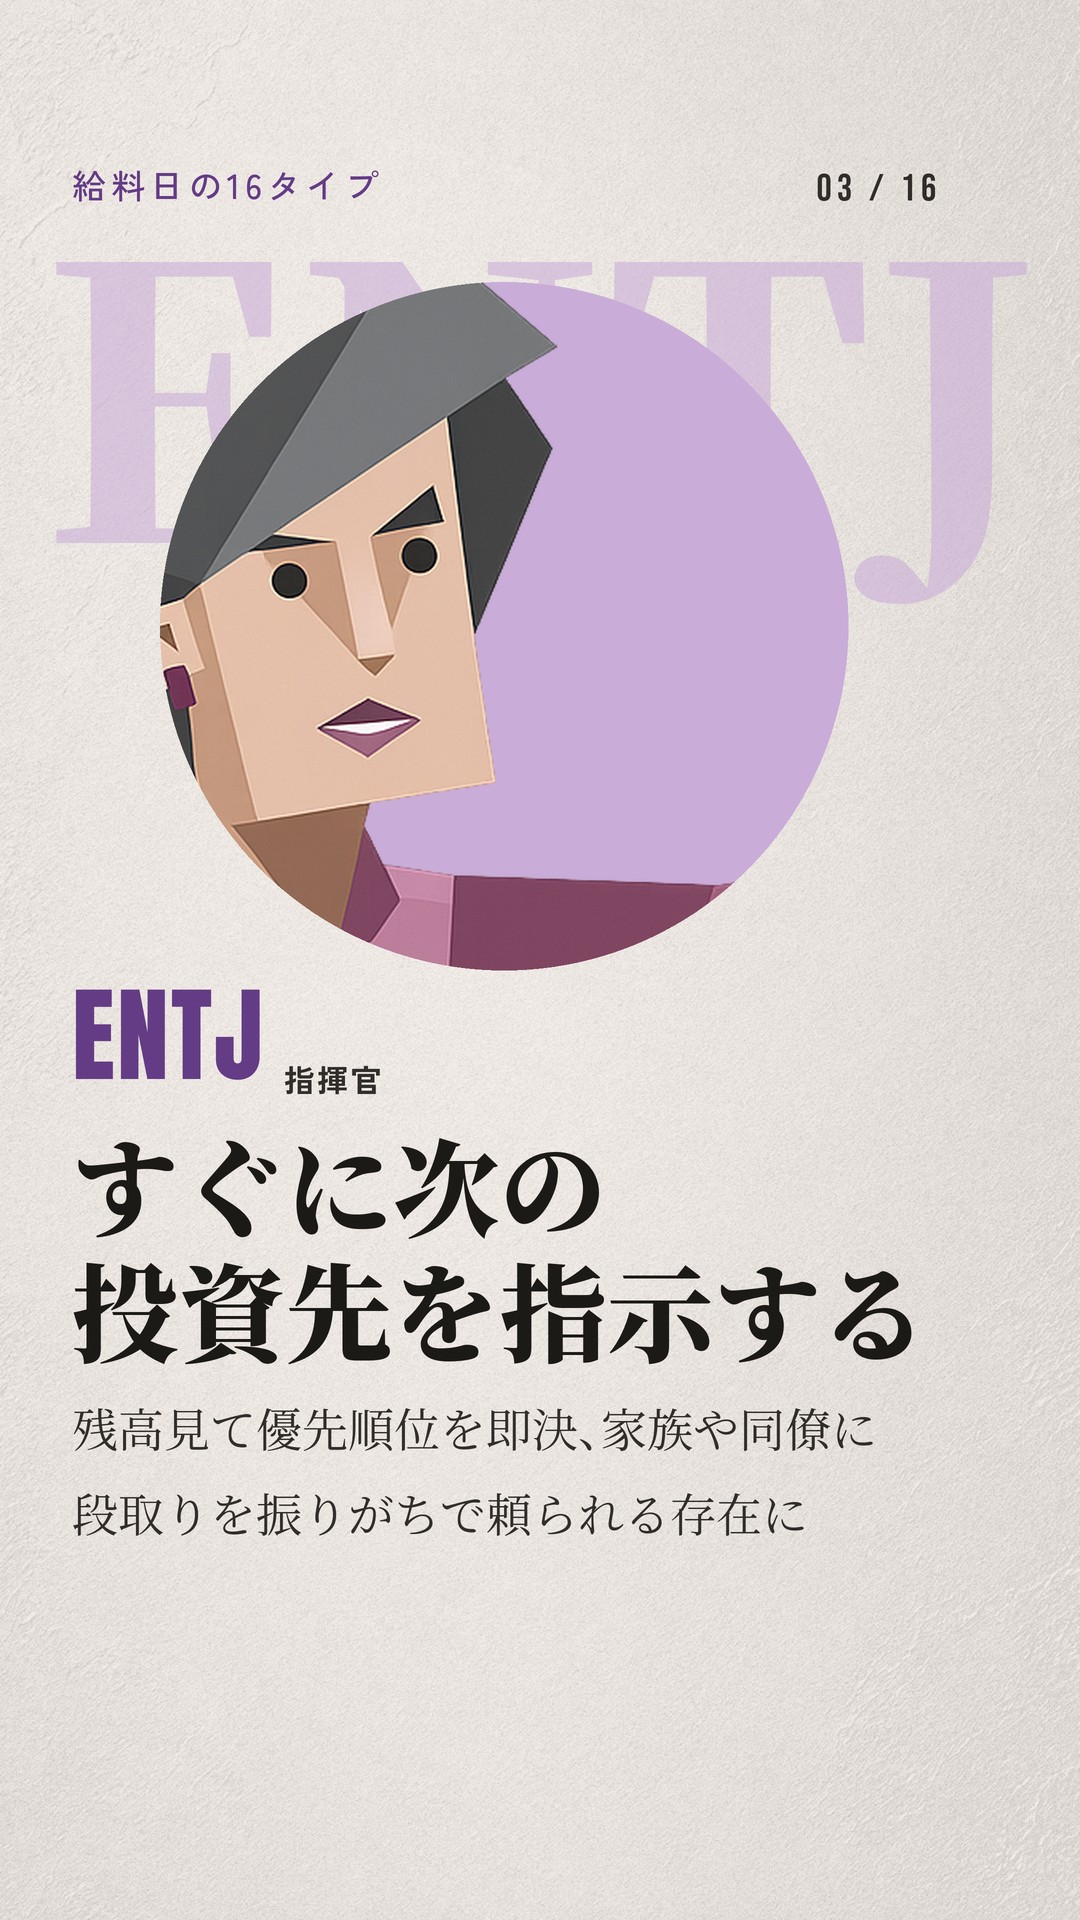 給料日の16タイプ
03 / 16
ENTJ
ENTJ
指揮官
すぐに次の
投資先を指示する
残高見て優先順位を即決、家族や同僚に
段取りを振りがちで頼られる存在に